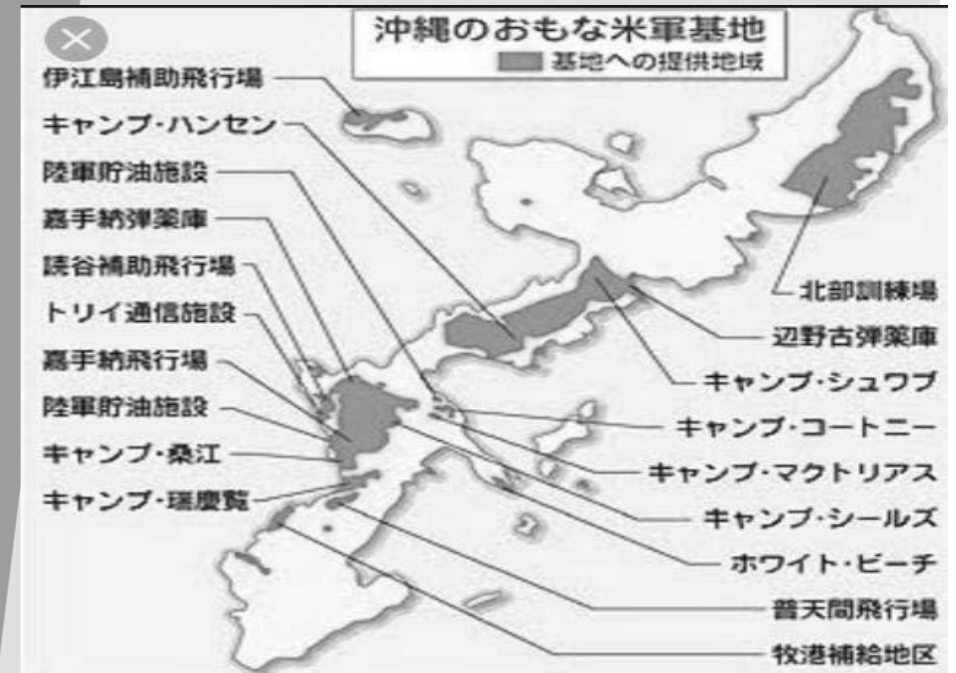 沖縄のおもな米軍基地
基地への提供地域
伊江島補助飛行場
キャンプ・ハンセン
陸軍貯油施設
嘉手納弾薬庫
読谷補助飛行場
トリイ通信施設
嘉手納飛行場
陸軍貯油施設
キャンプ・桑江
キャンプ・瑞慶覧
北部訓練場
辺野古弾薬庫
キャンプ・シュワブ
キャンプ・コートニー
キャンプ・マクトリアス
キャンプ・シールズ
ホワイト・ビーチ
普天間飛行場
牧港補給地区